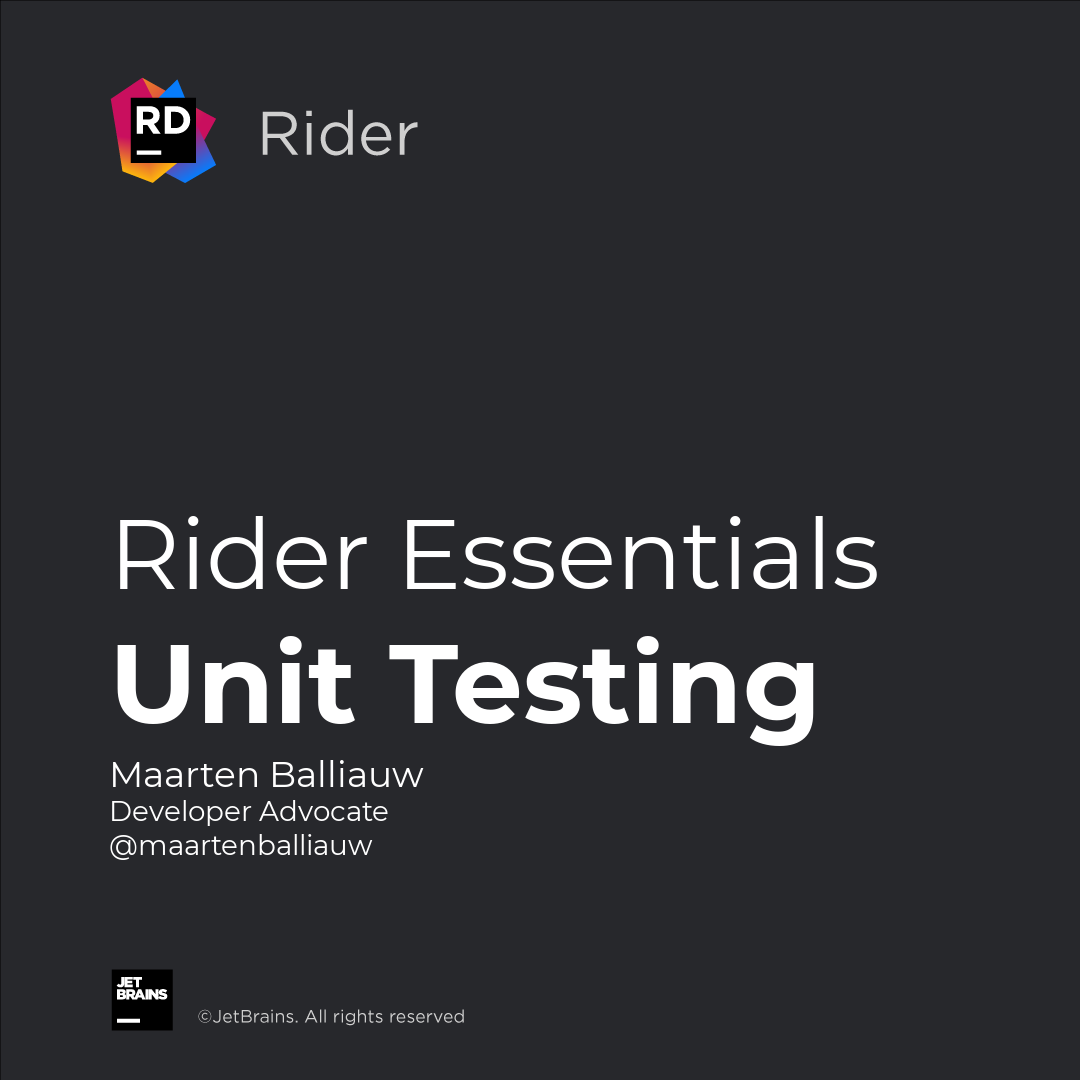 RD
Rider
Rider Essentials
Unit Testing
Maarten Balliauw
Developer Advocate
@maartenballiauw
JET
BRAINS
©JetBrains. All rights reserved